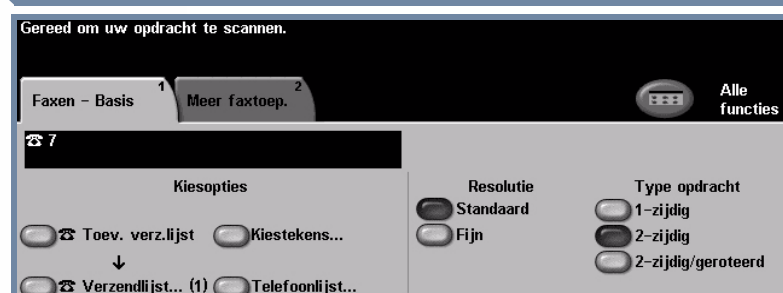 Gereed om uw opdracht te scannen.
Faxen - Basis 1
Meer faxtoep. 2
Alle functies
☎ 7
Kiesopties
☎ Toev. verz.lijst
Kiestekens...
☎ Verzendlijst... (1)
Telefoonlijst...
Resolutie
Standaard
Fijn
Type opdracht
1-zijdig
2-zijdig
2-zijdig/geroteerd